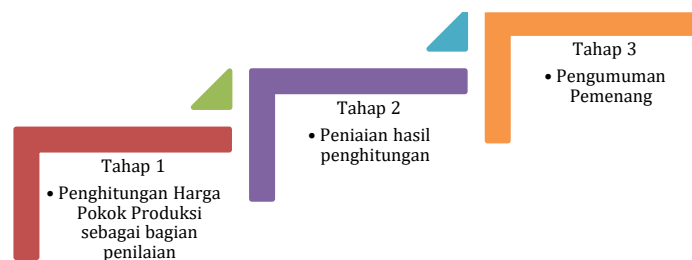 Tahap 1
• Penghitungan Harga
Pokok Produksi
sebagai bagian
penilaian
Tahap 2
• Peniaian hasil
penghitungan
Tahap 3
• Pengumuman
Pemenang